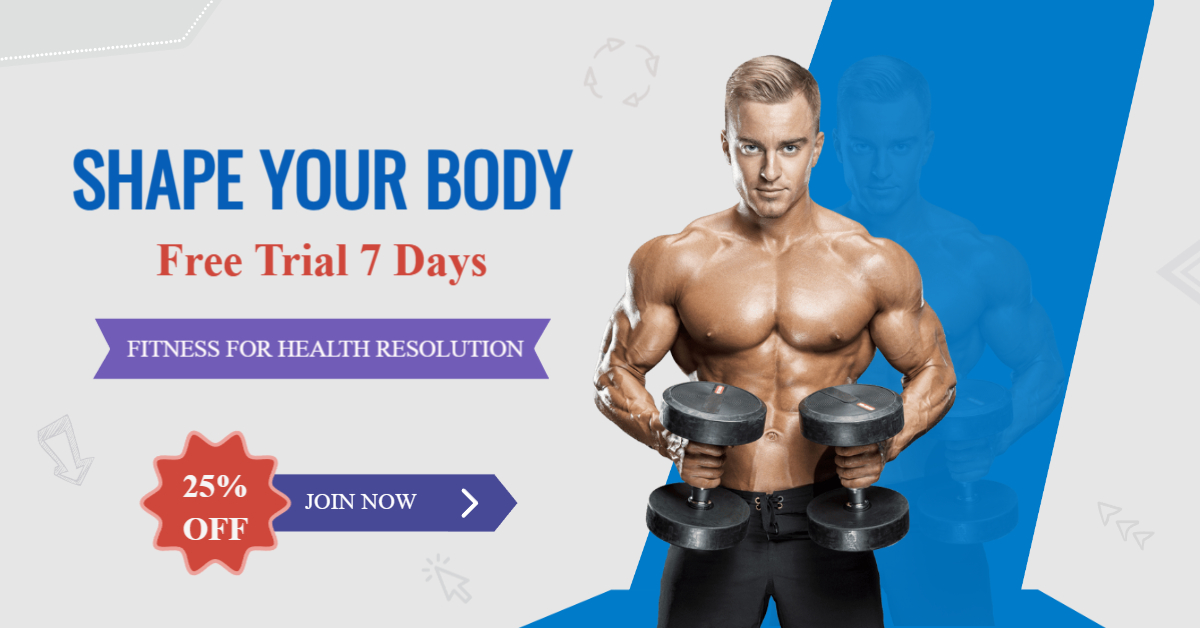 SHAPE YOUR BODY
Free Trial 7 Days
FITNESS FOR HEALTH RESOLUTION
25%
OFF
JOIN NOW